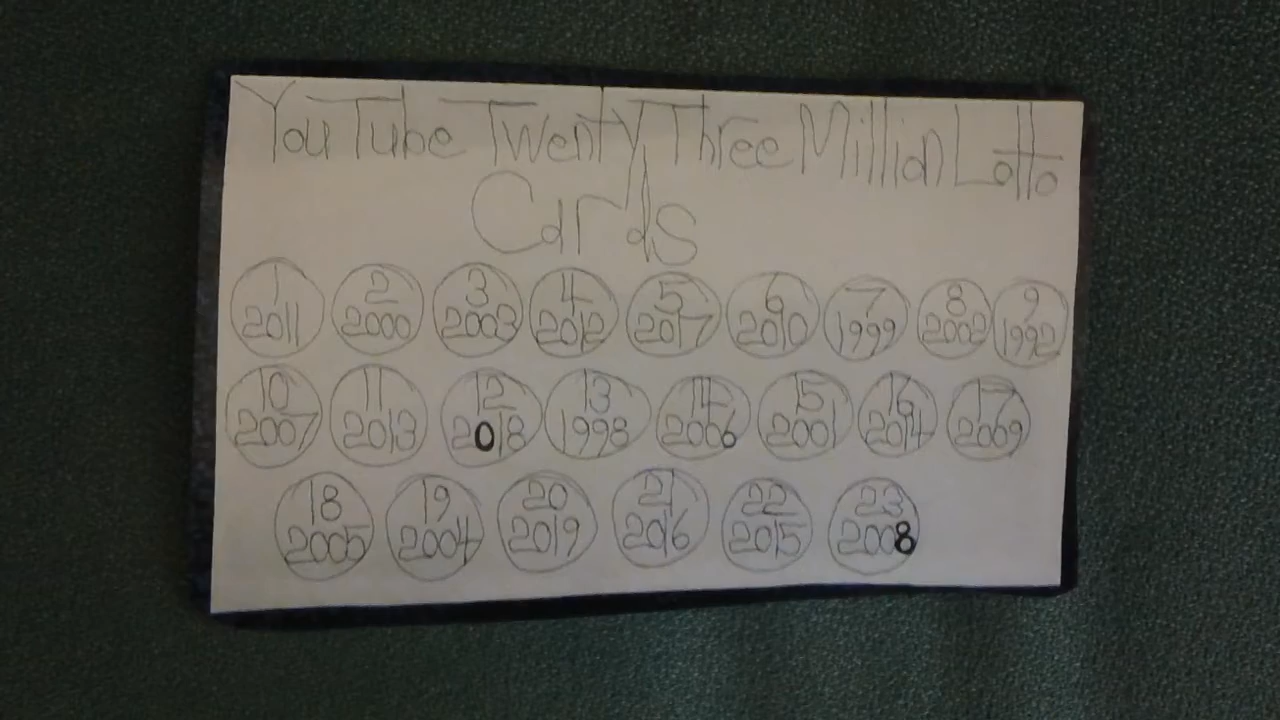 YouTube Twenty Three Million Lotto
Cards
1 2 3 4 5 6 7 8 9
2011 2000 2003 2012 2017 2010 1999 2002 1992
10 11 12 13 14 15 16 17
2007 2013 2018 1998 2006 2001 2014 2009
18 19 20 21 22 23
2005 2004 2019 2016 2015 2008